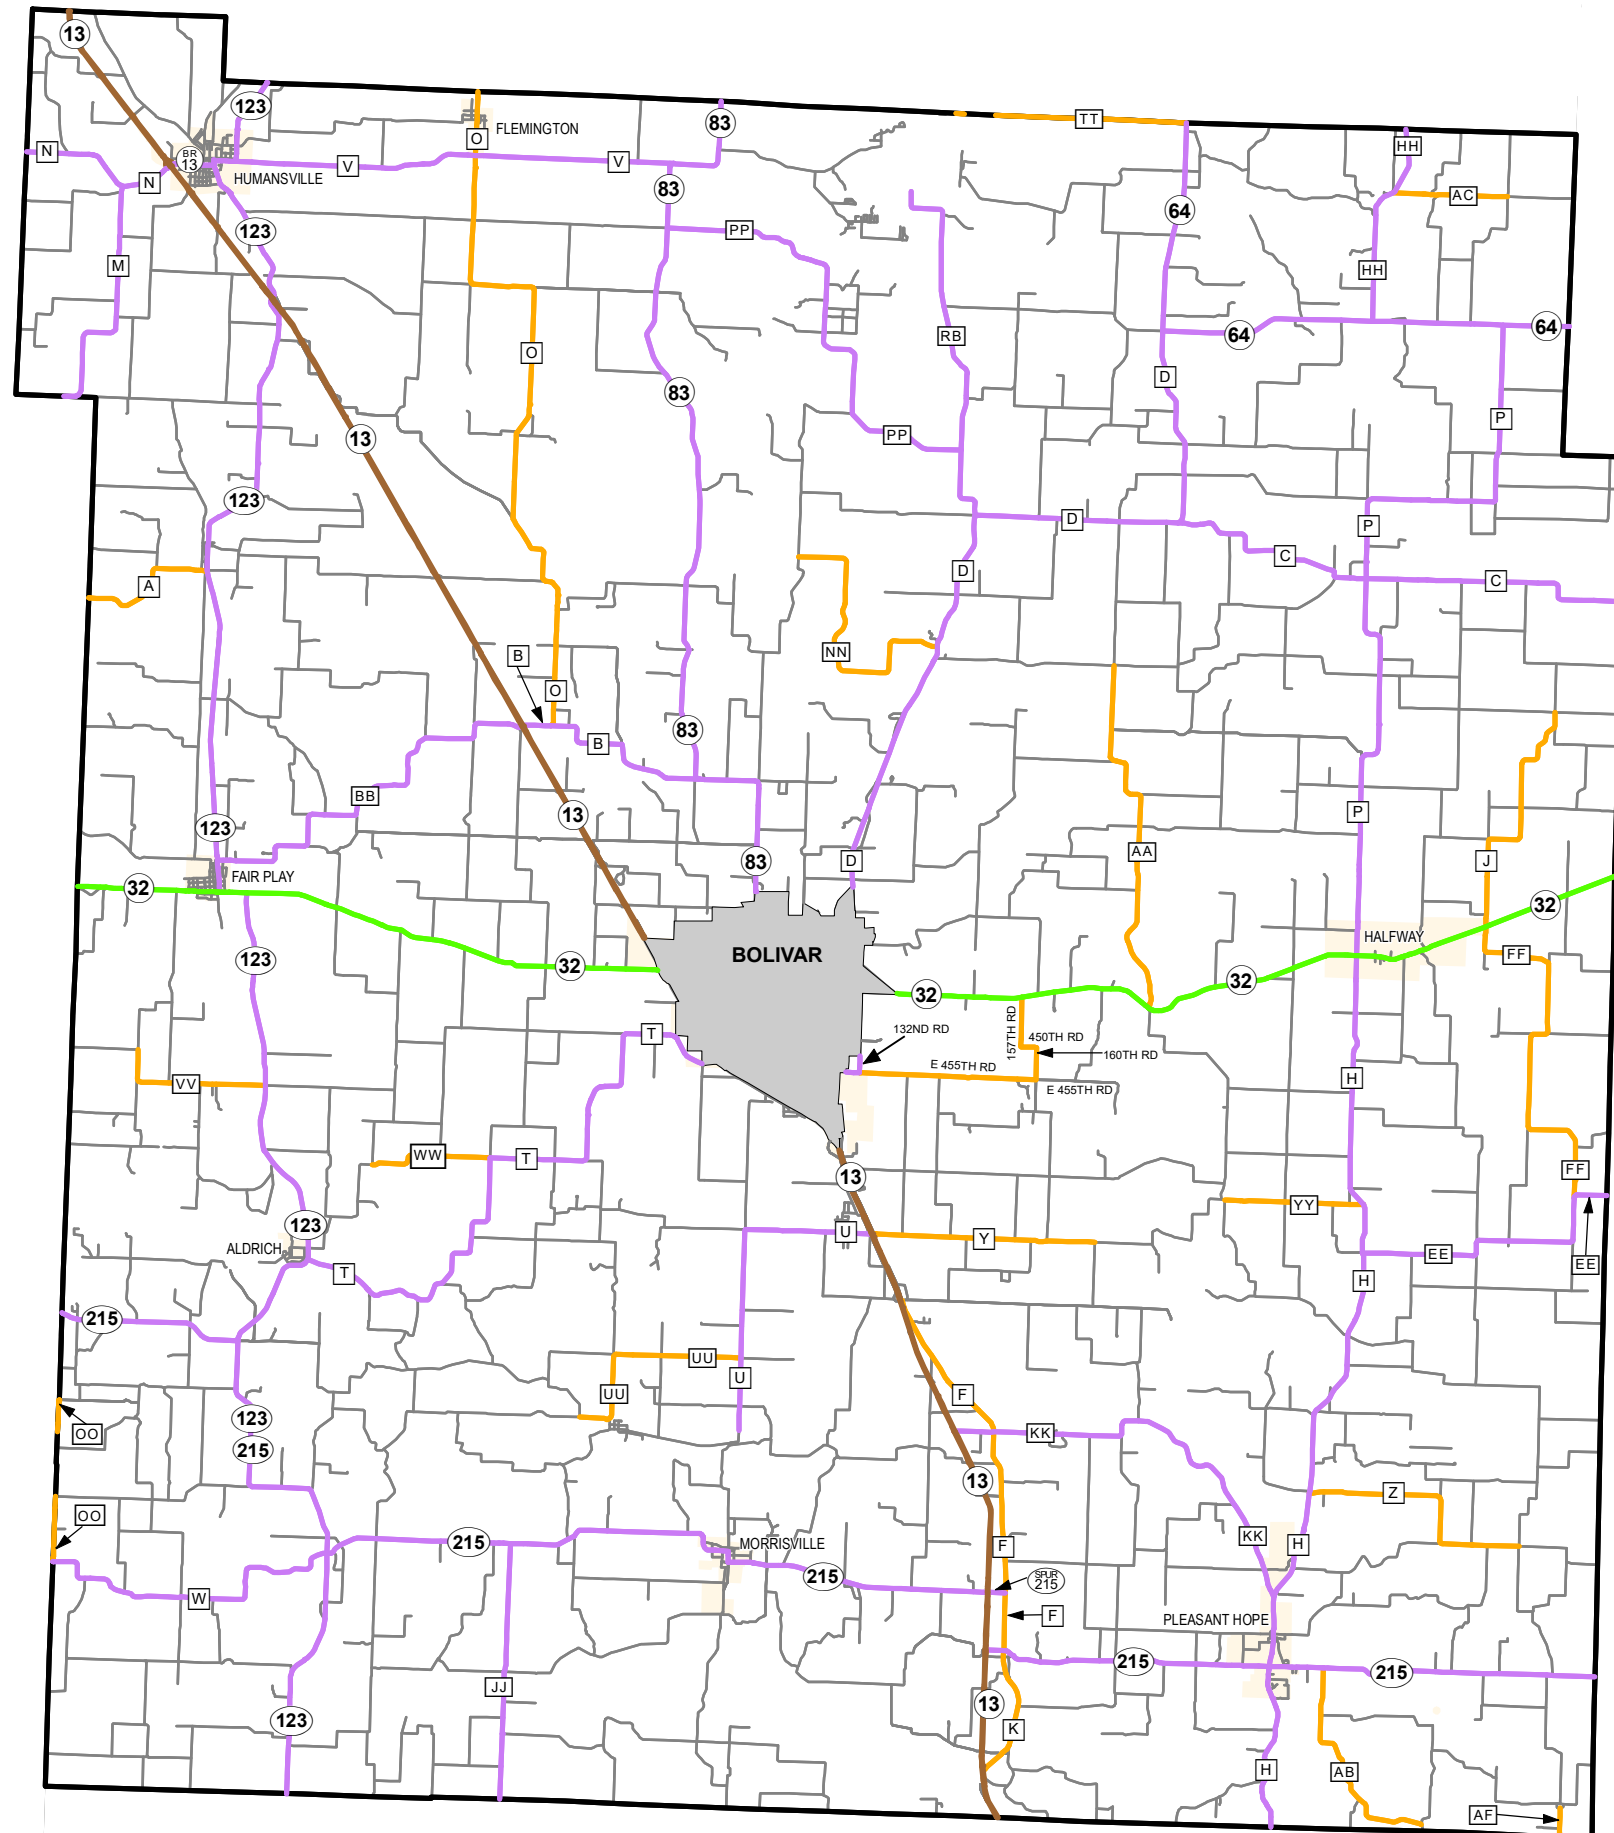 13
123
83
TT
O
FLEMINGTON
HH
N
BR
13
V
V
N
HUMANSVILLE
83
AC
64
123
PP
M
HH
RB
64
64
O
D
83
P
PP
13
123
D
P
C
D
C
A
NN
B
O
83
B
BB
P
13
123
AA
83
D
J
FAIR PLAY
32
32
HALFWAY
BOLIVAR
FF
123
32
32
32
157TH RD
132ND RD
450TH RD
T
160TH RD
E 455TH RD
H
VV
E 455TH RD
WW
T
FF
13
YY
123
U
Y
ALDRICH
EE
EE
T
H
215
UU
U
UU
F
123
OO
KK
215
13
Z
OO
KK
215
MORRISVILLE
F
H
215
SPUR
215
W
F
PLEASANT HOPE
215
215
JJ
13
123
K
H
AB
AF